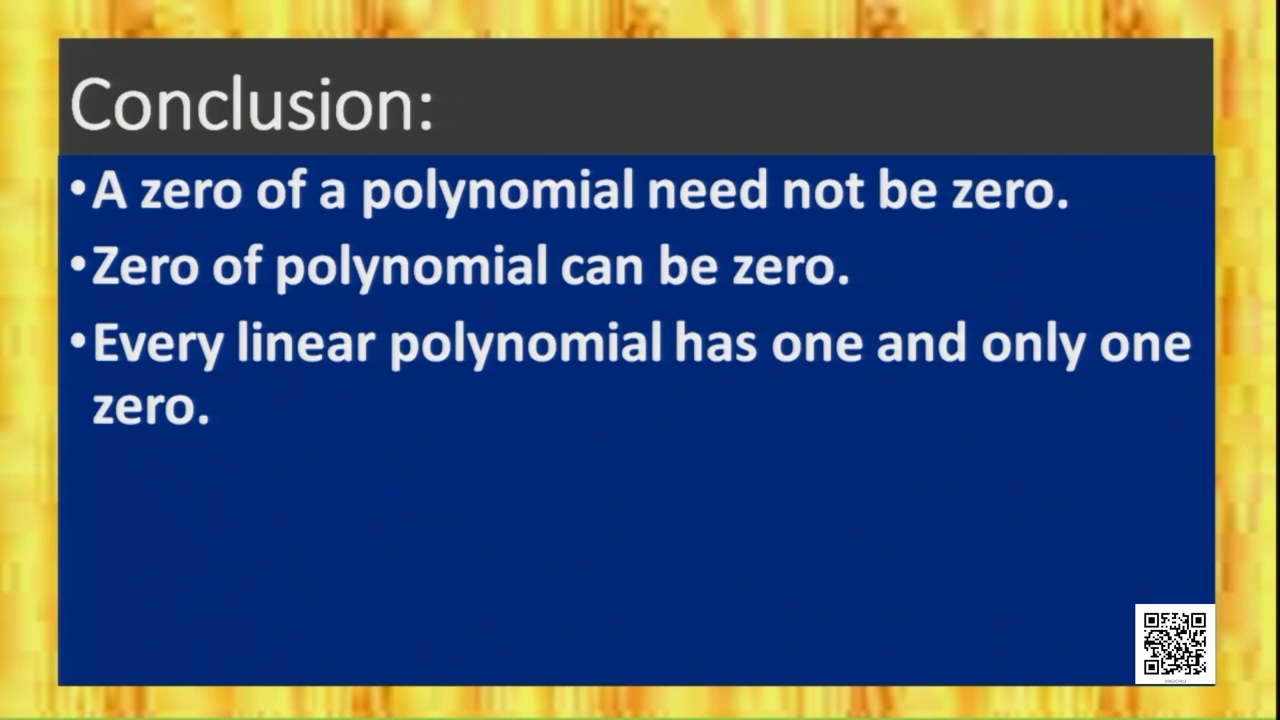 Conclusion:
•A zero of a polynomial need not be zero.
•Zero of polynomial can be zero.
•Every linear polynomial has one and only one
zero.